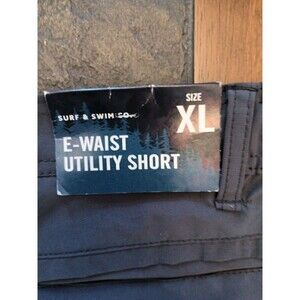 SURF & SWIM CO.
SIZE
XL
E-WAIST
UTILITY SHORT